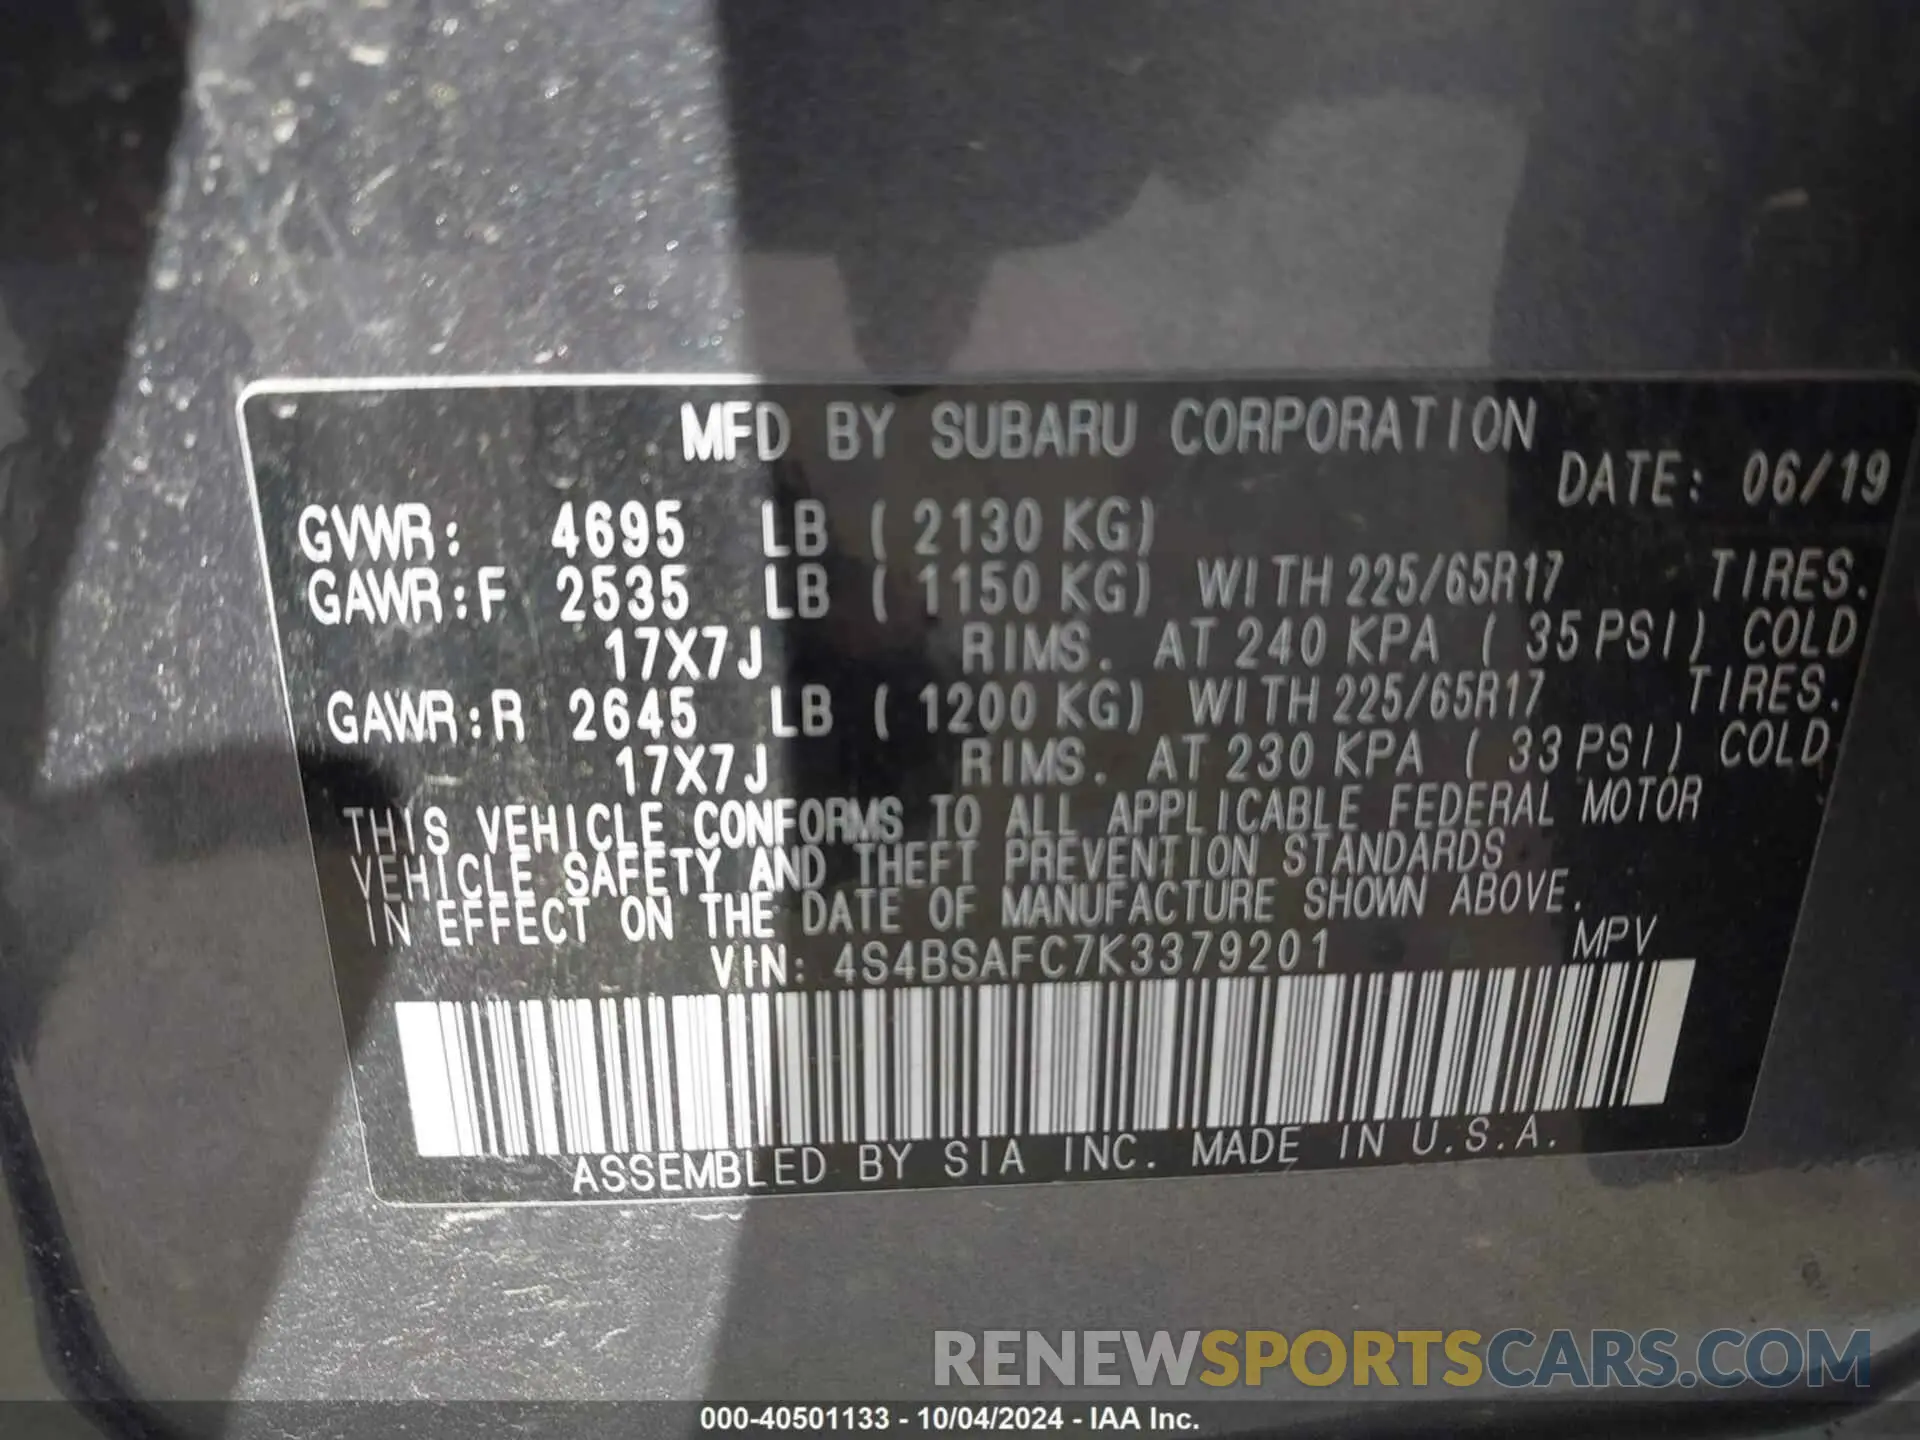 MFD BY SUBARU CORPORATION
DATE: 06/19
GVWR: 4695 LB ( 2130 KG)
GAWR:F 2535 LB ( 1150 KG) WITH 225/65R17 TIRES.
17X7J RIMS. AT 240 KPA ( 35 PSI) COLD
GAWR:R 2645 LB ( 1200 KG) WITH 225/65R17 TIRES.
17X7J RIMS. AT 230 KPA ( 33 PSI) COLD
THIS VEHICLE CONFORMS TO ALL APPLICABLE FEDERAL MOTOR
VEHICLE SAFETY AND THEFT PREVENTION STANDARDS
IN EFFECT ON THE DATE OF MANUFACTURE SHOWN ABOVE.
VIN: 4S4BSAFC7K3379201 MPV
ASSEMBLED BY SIA INC. MADE IN U.S.A.
RENEWSPORTSCARS.COM
000-40501133 - 10/04/2024 - IAA Inc.